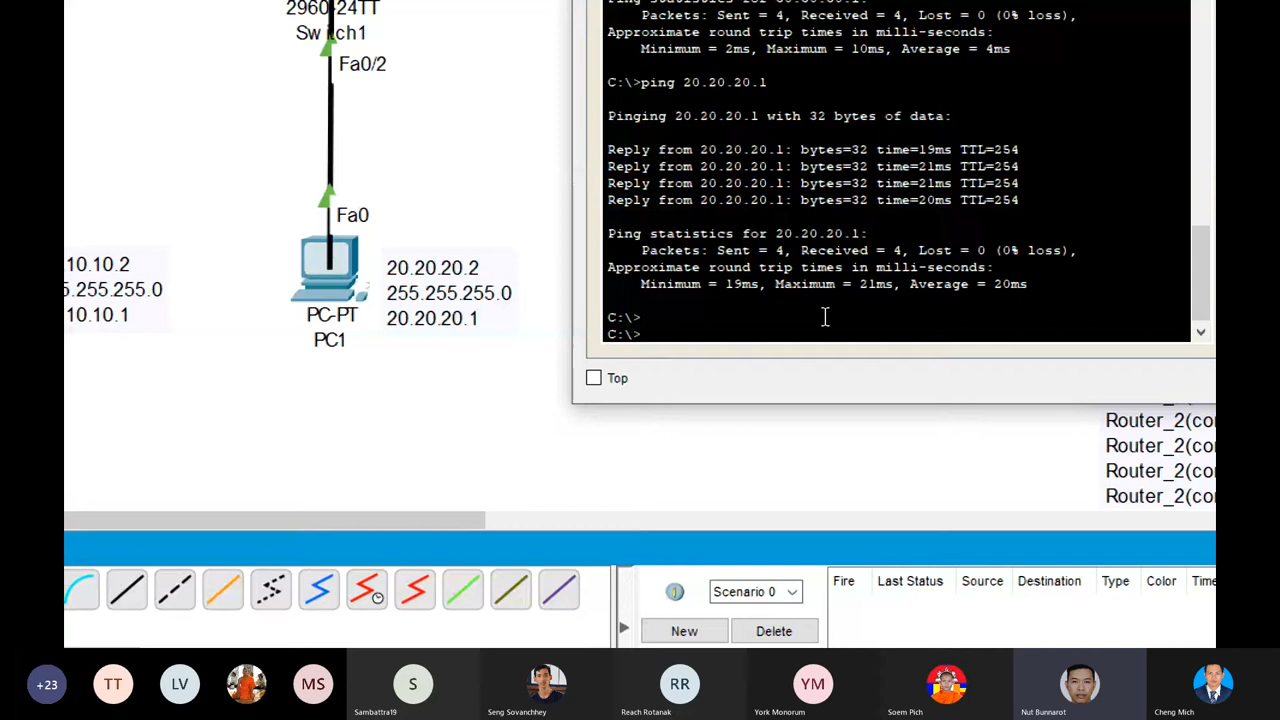 2960-24TT
Switch1
Fa0/2
Fa0
10.10.2
255.255.0
10.10.1
20.20.20.2
255.255.255.0
20.20.20.1
PC-PT
PC1
Ping statistics for 20.20.20.1:
Packets: Sent = 4, Received = 4, Lost = 0 (0% loss),
Approximate round trip times in milli-seconds:
Minimum = 2ms, Maximum = 10ms, Average = 4ms
C:\>ping 20.20.20.1
Pinging 20.20.20.1 with 32 bytes of data:
Reply from 20.20.20.1: bytes=32 time=19ms TTL=254
Reply from 20.20.20.1: bytes=32 time=21ms TTL=254
Reply from 20.20.20.1: bytes=32 time=21ms TTL=254
Reply from 20.20.20.1: bytes=32 time=20ms TTL=254
Ping statistics for 20.20.20.1:
Packets: Sent = 4, Received = 4, Lost = 0 (0% loss),
Approximate round trip times in milli-seconds:
Minimum = 19ms, Maximum = 21ms, Average = 20ms
C:\>
C:\>
Top
Router_2(co
Router_2(co
Router_2(co
Router_2(co
Scenario 0
New
Delete
Fire
Last Status
Source
Destination
Type
Color
Time
+23
TT
LV
MS
S
Sambattra19
Seng Sovanchhey
RR
Reach Rotanak
YM
York Monorum
Soem Pich
Nut Bunnarot
Cheng Mich